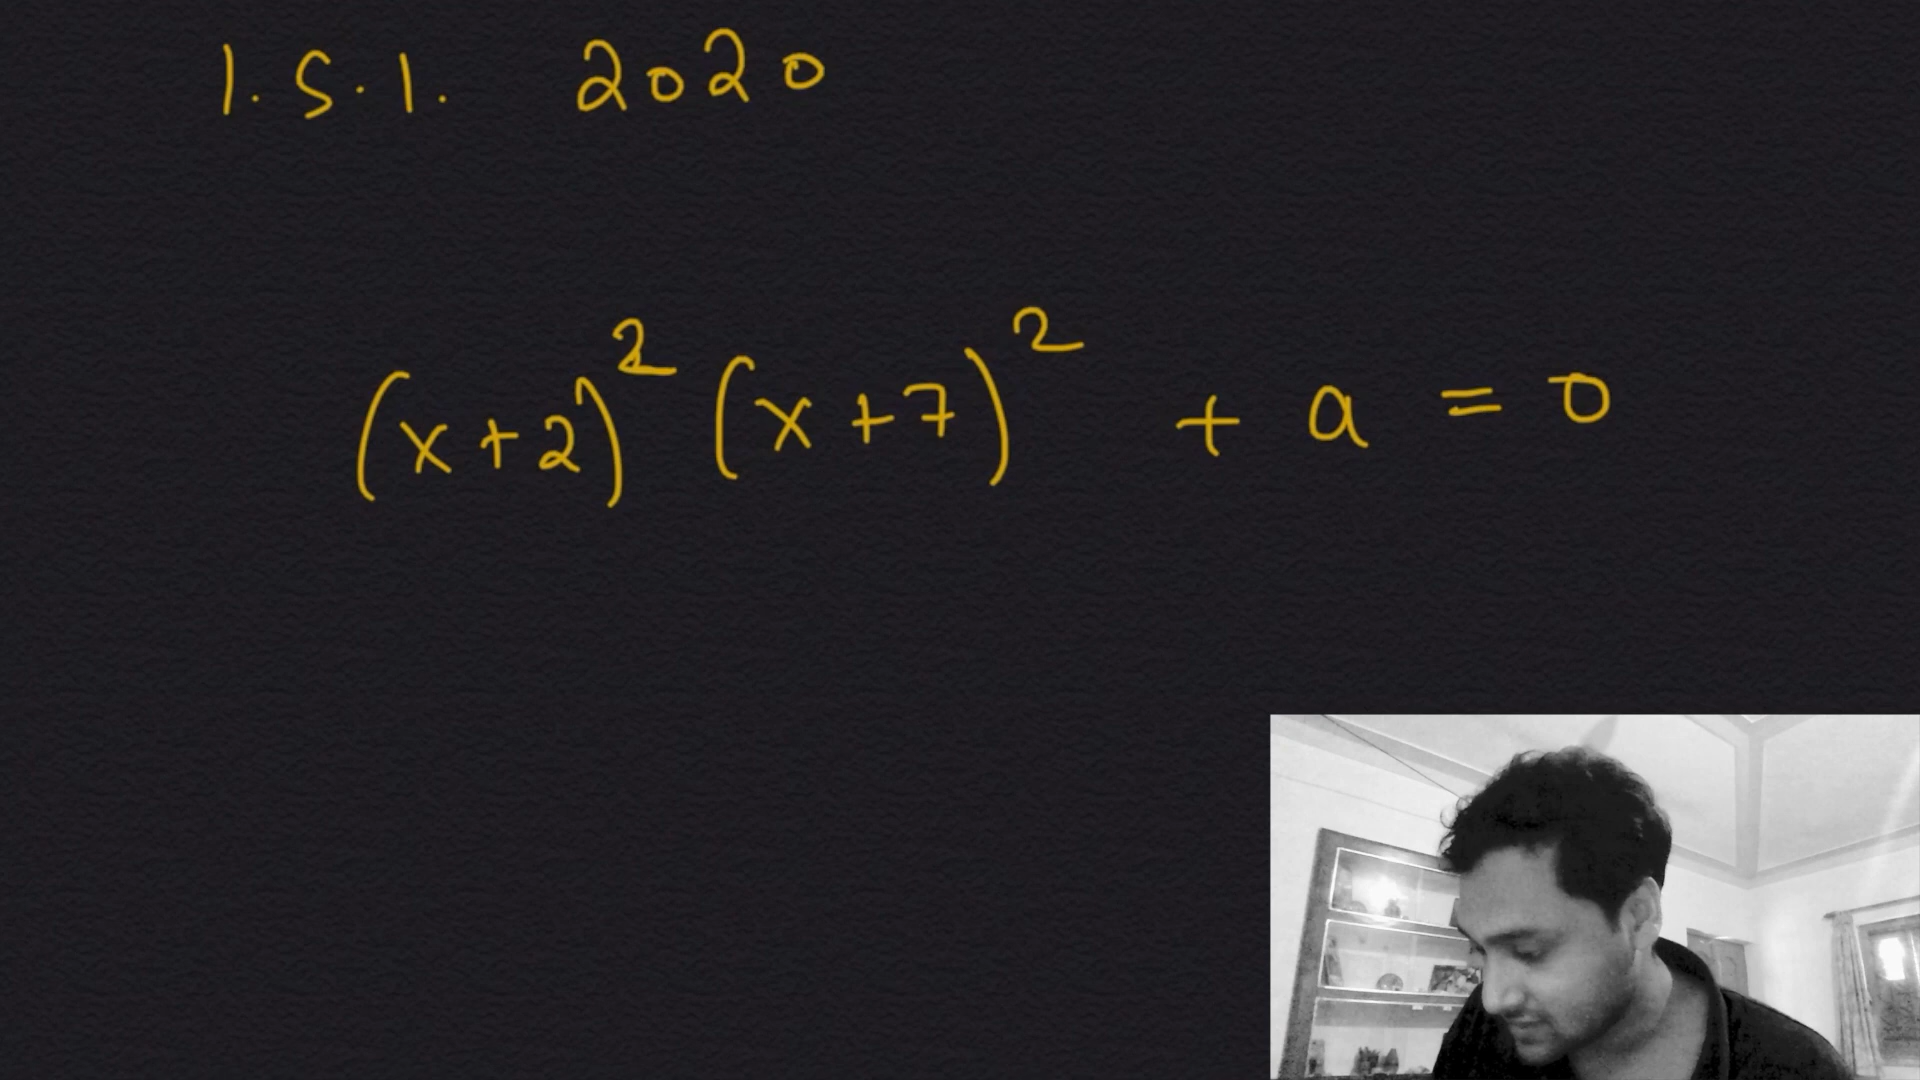 I.S.I. 2020
(x+2)² (x+7)² + a = 0